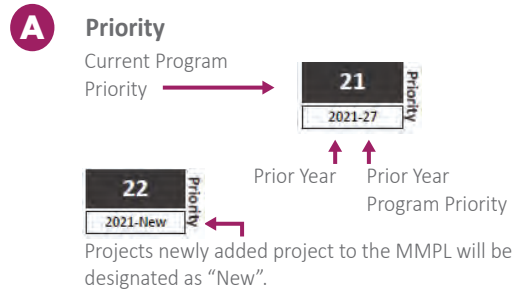 A
Priority
Current Program
Priority
21
2021-27
Priority
Prior Year
Prior Year
Program Priority
22
2021-New
Priority
Projects newly added project to the MMPL will be
designated as “New”.